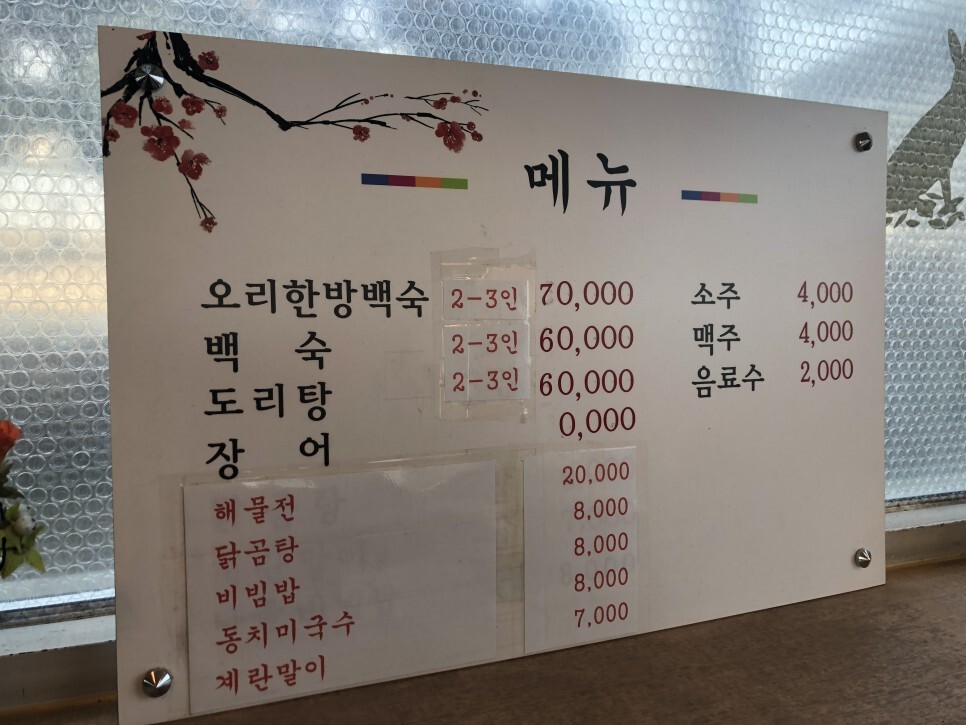 메뉴
오리한방백숙 2-3인 70,000
백 숙 2-3인 60,000
도리탕 2-3인 60,000
장 어 0,000
해물전 20,000
닭곰탕 8,000
비빔밥 8,000
동치미국수 8,000
계란말이 7,000
소주 4,000
맥주 4,000
음료수 2,000